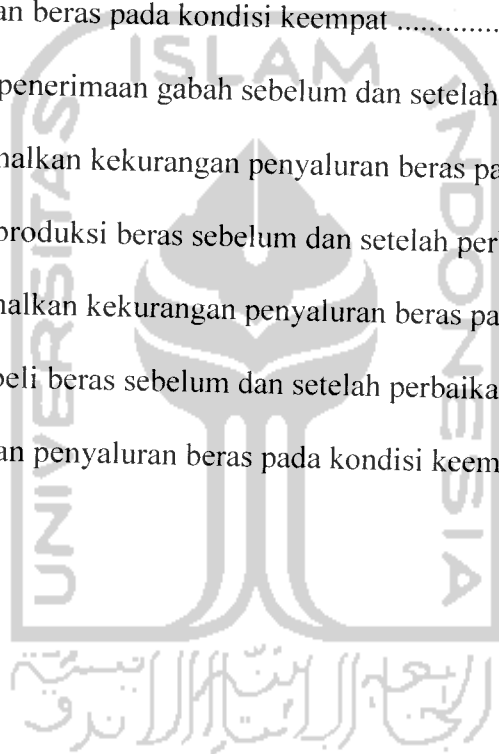 an beras pada kondisi keempat ..............
penerimaan gabah sebelum dan setelah
nalkan kekurangan penyaluran beras pa
produksi beras sebelum dan setelah per
nalkan kekurangan penyaluran beras pa
beli beras sebelum dan setelah perbaika
an penyaluran beras pada kondisi keem
ISLAM
UNIVERSITAS
INDONESIA